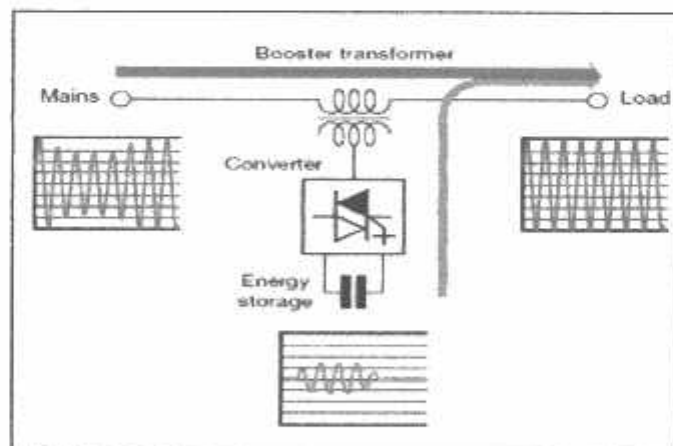 Booster transformer
Mains
Load
Converter
Energy
storage